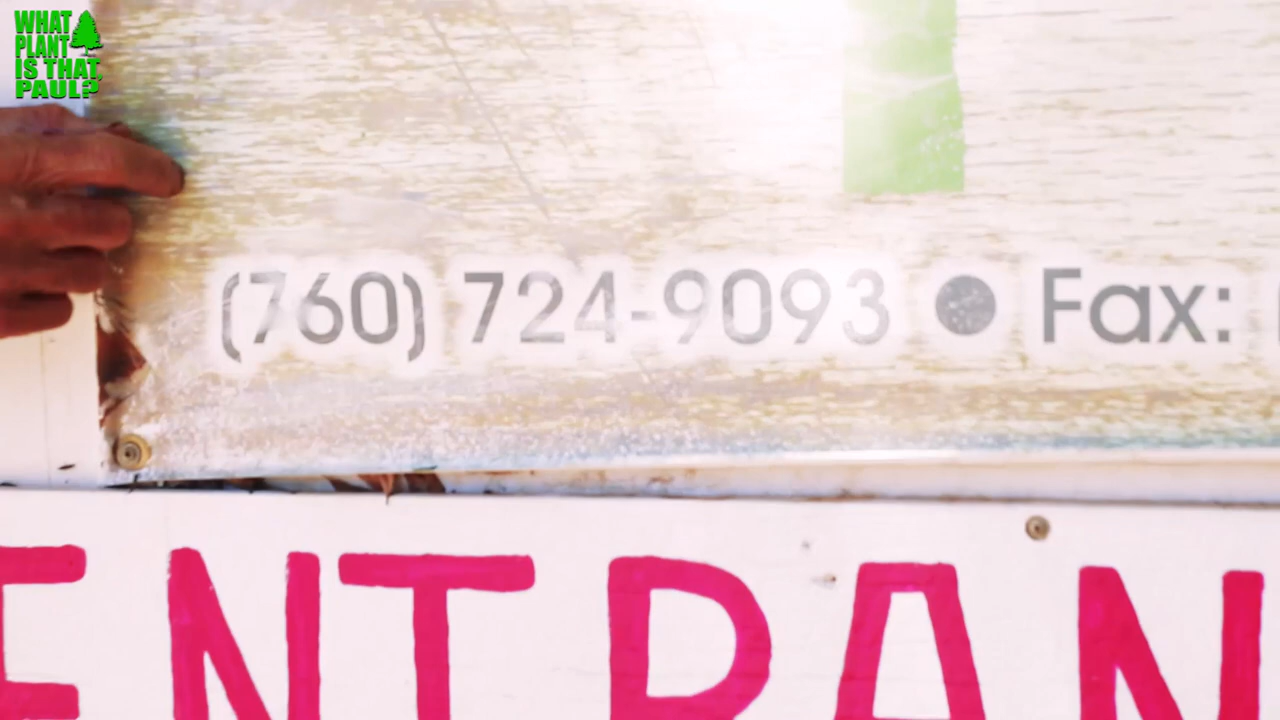 WHAT
PLANT
IS THAT,
PAUL?
(760) 724-9093 ● Fax:
ENTRAN